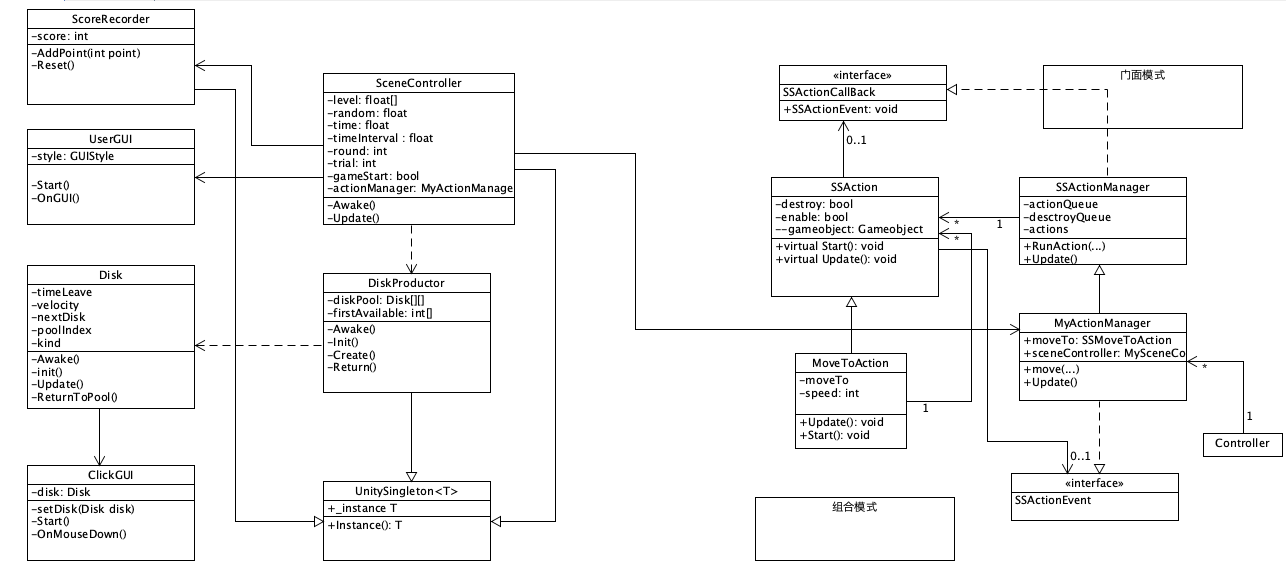 ScoreRecorder
-score: int
-AddPoint(int point)
-Reset()
UserGUI
-style: GUIStyle
-Start()
-OnGUI()
Disk
-timeLeave
-velocity
-nextDisk
-poolIndex
-kind
-Awake()
-init()
-Update()
-ReturnToPool()
ClickGUI
-disk: Disk
-setDisk(Disk disk)
-Start()
-OnMouseDown()
SceneController
-level: float[]
-random: float
-time: float
-timeInterval : float
-round: int
-trial: int
-gameStart: bool
-actionManager: MyActionManage
-Awake()
-Update()
DiskProductor
-diskPool: Disk[][]
-firstAvailable: int[]
-Awake()
-Init()
-Create()
-Return()
UnitySingleton<T>
+_instance T
+Instance(): T
«interface»
SSActionCallBack
+SSActionEvent: void
0..1
SSAction
-destroy: bool
-enable: bool
--gameobject: Gameobject
+virtual Start(): void
+virtual Update(): void
*
1
*
MoveToAction
-moveTo
-speed: int
+Update(): void
+Start(): void
1
组合模式
门面模式
SSActionManager
-actionQueue
-desctroyQueue
-actions
+RunAction(...)
+Update()
MyActionManager
+moveTo: SSMoveToAction
+sceneController: MySceneCo
+move(...)
+Update()
*
1
Controller
0..1
«interface»
SSActionEvent